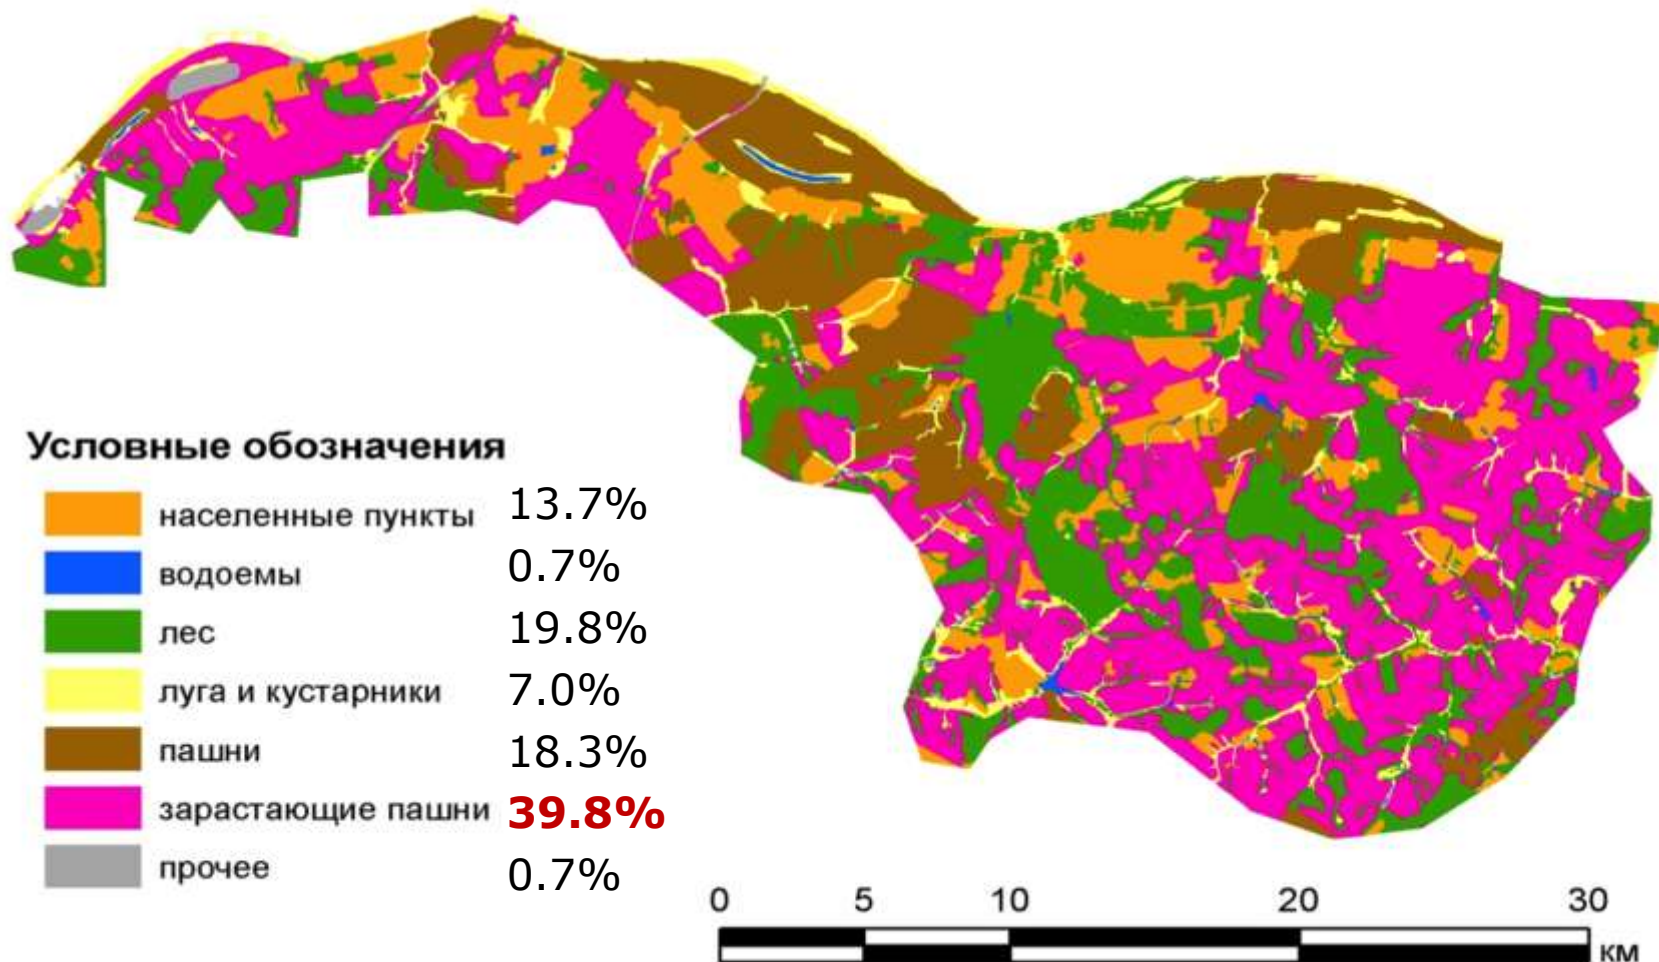 Условные обозначения
населенные пункты 13.7%
водоемы 0.7%
лес 19.8%
луга и кустарники 7.0%
пашни 18.3%
зарастающие пашни 39.8%
прочее 0.7%
0 5 10 20 30
км